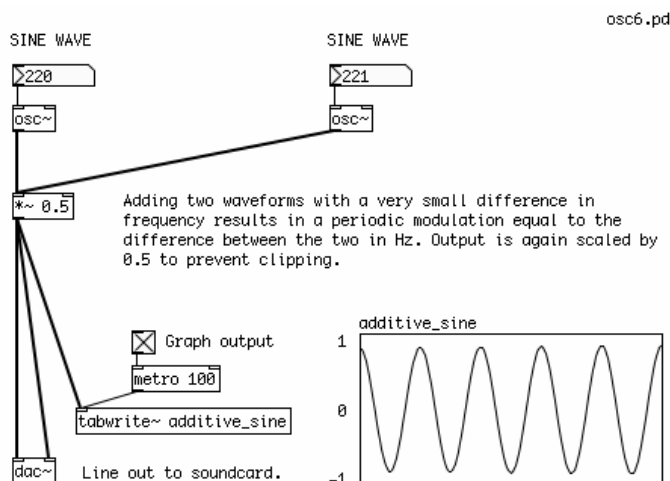 osc6.pd
SINE WAVE
SINE WAVE
220
221
osc~
osc~
*~ 0.5
Adding two waveforms with a very small difference in
frequency results in a periodic modulation equal to the
difference between the two in Hz. Output is again scaled by
0.5 to prevent clipping.
Graph output
metro 100
tabwrite~ additive_sine
additive_sine
1
0
-1
dac~
Line out to soundcard.